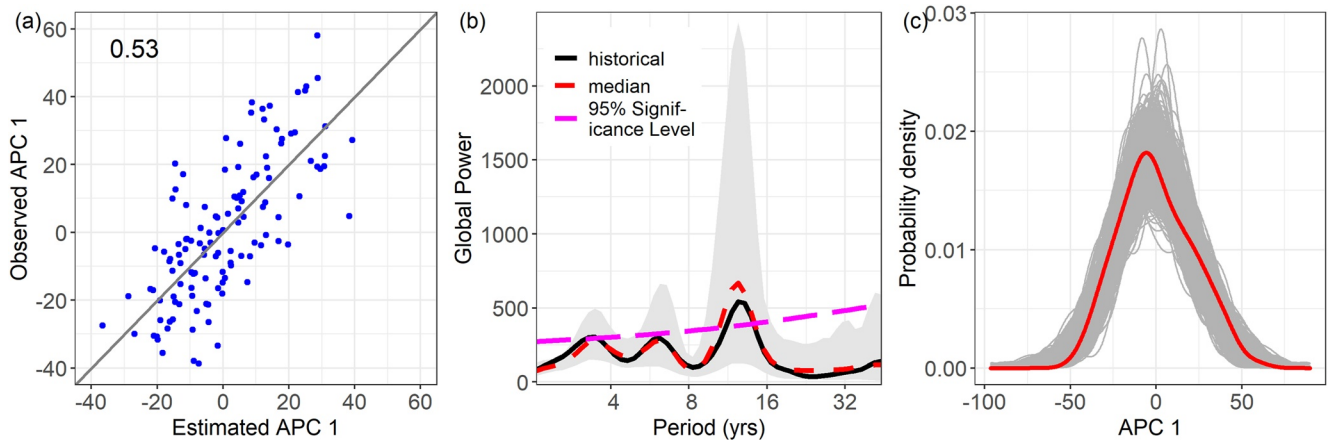 (a)
0.53
60
40
20
0
-20
-40
Observed APC 1
-40 -20 0 20 40 60
Estimated APC 1
(b)
historical
median
95% Signif-
icance Level
2000
1500
1000
500
0
Global Power
4 8 16 32
Period (yrs)
(c)
0.03
0.02
0.01
0.00
Probability density
-100 -50 0 50
APC 1